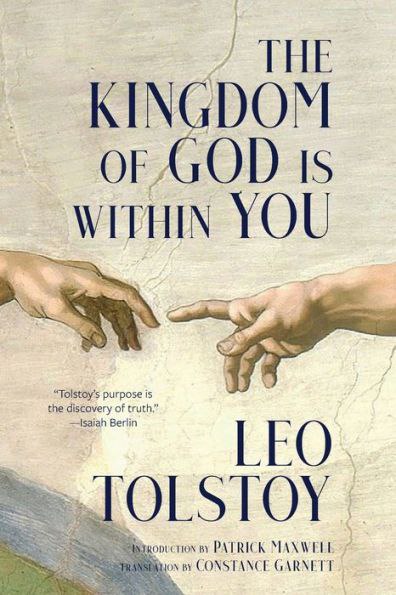 THE
KINGDOM
OF GOD IS
WITHIN YOU
“Tolstoy’s purpose is
the discovery of truth.”
—Isaiah Berlin
LEO
TOLSTOY
INTRODUCTION BY PATRICK MAXWELL
TRANSLATION BY CONSTANCE GARNETT